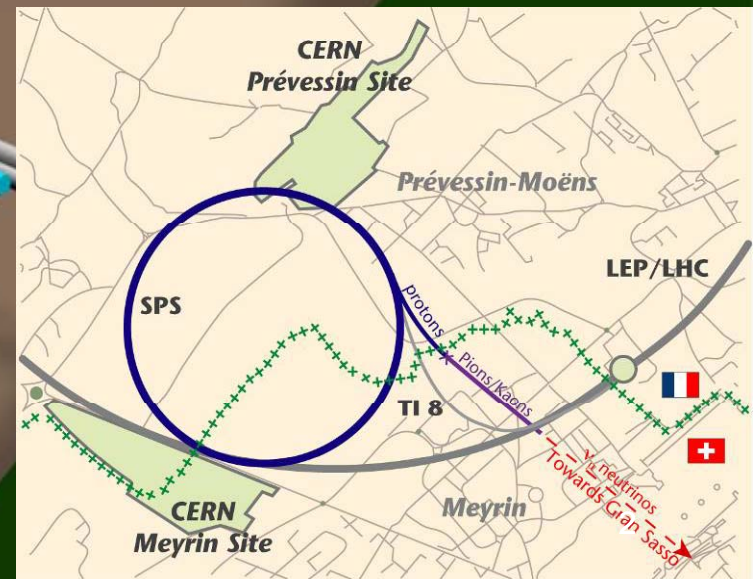 CERN
Prévessin Site
Prévessin-Moëns
LEP/LHC
SPS
protons
Pions/Kaons
TI 8
νμ neutrinos
Towards Gran Sasso
Meyrin
CERN
Meyrin Site